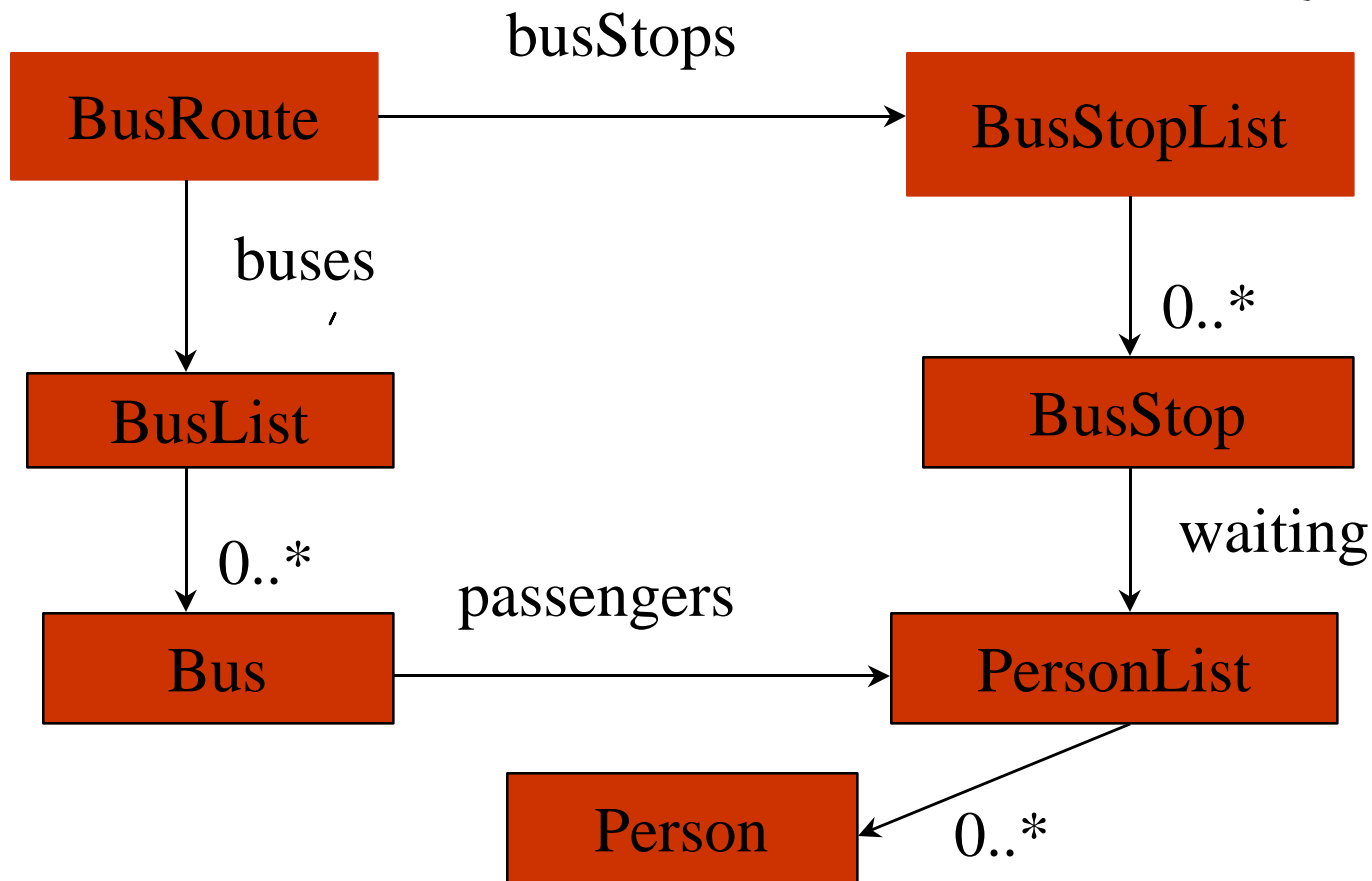 busStops
BusRoute
BusStopList
buses
0..*
BusList
BusStop
waiting
0..*
passengers
Bus
PersonList
Person
0..*